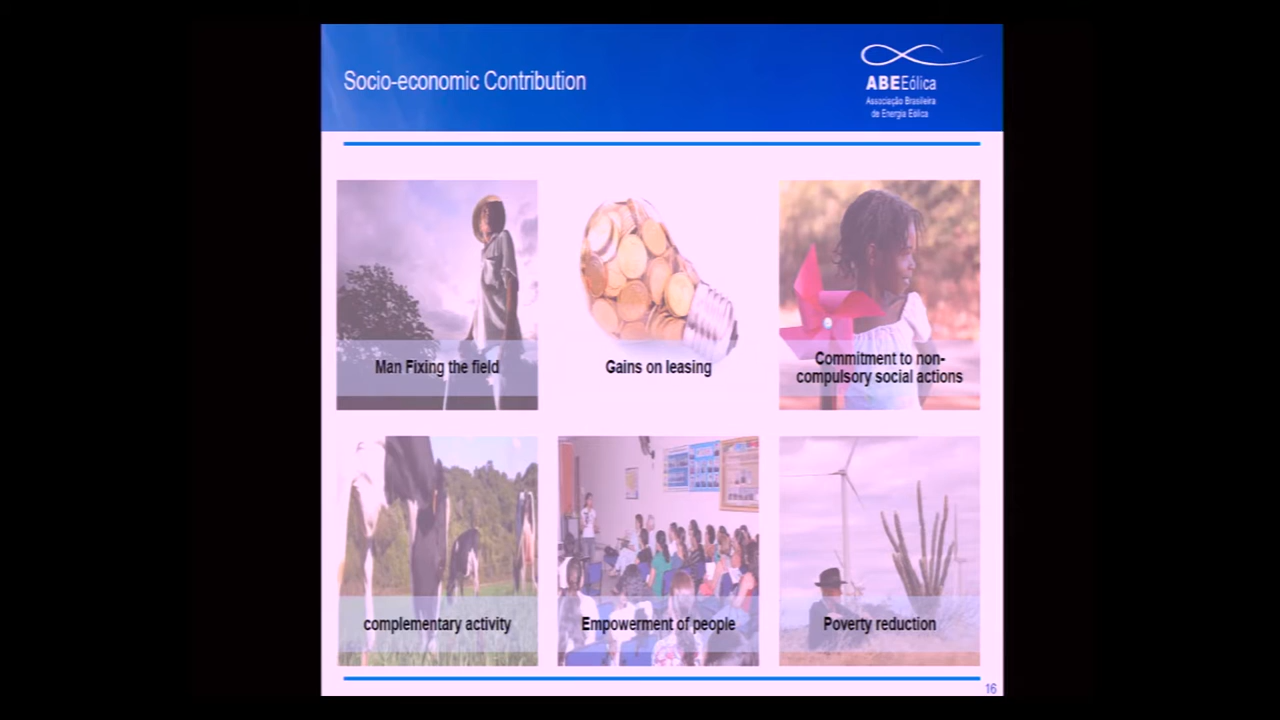 Socio-economic Contribution
ABEEólica
Associação Brasileira
de Energia Eólica
Man Fixing the field
Gains on leasing
Commitment to non-
compulsory social actions
complementary activity
Empowerment of people
Poverty reduction
16